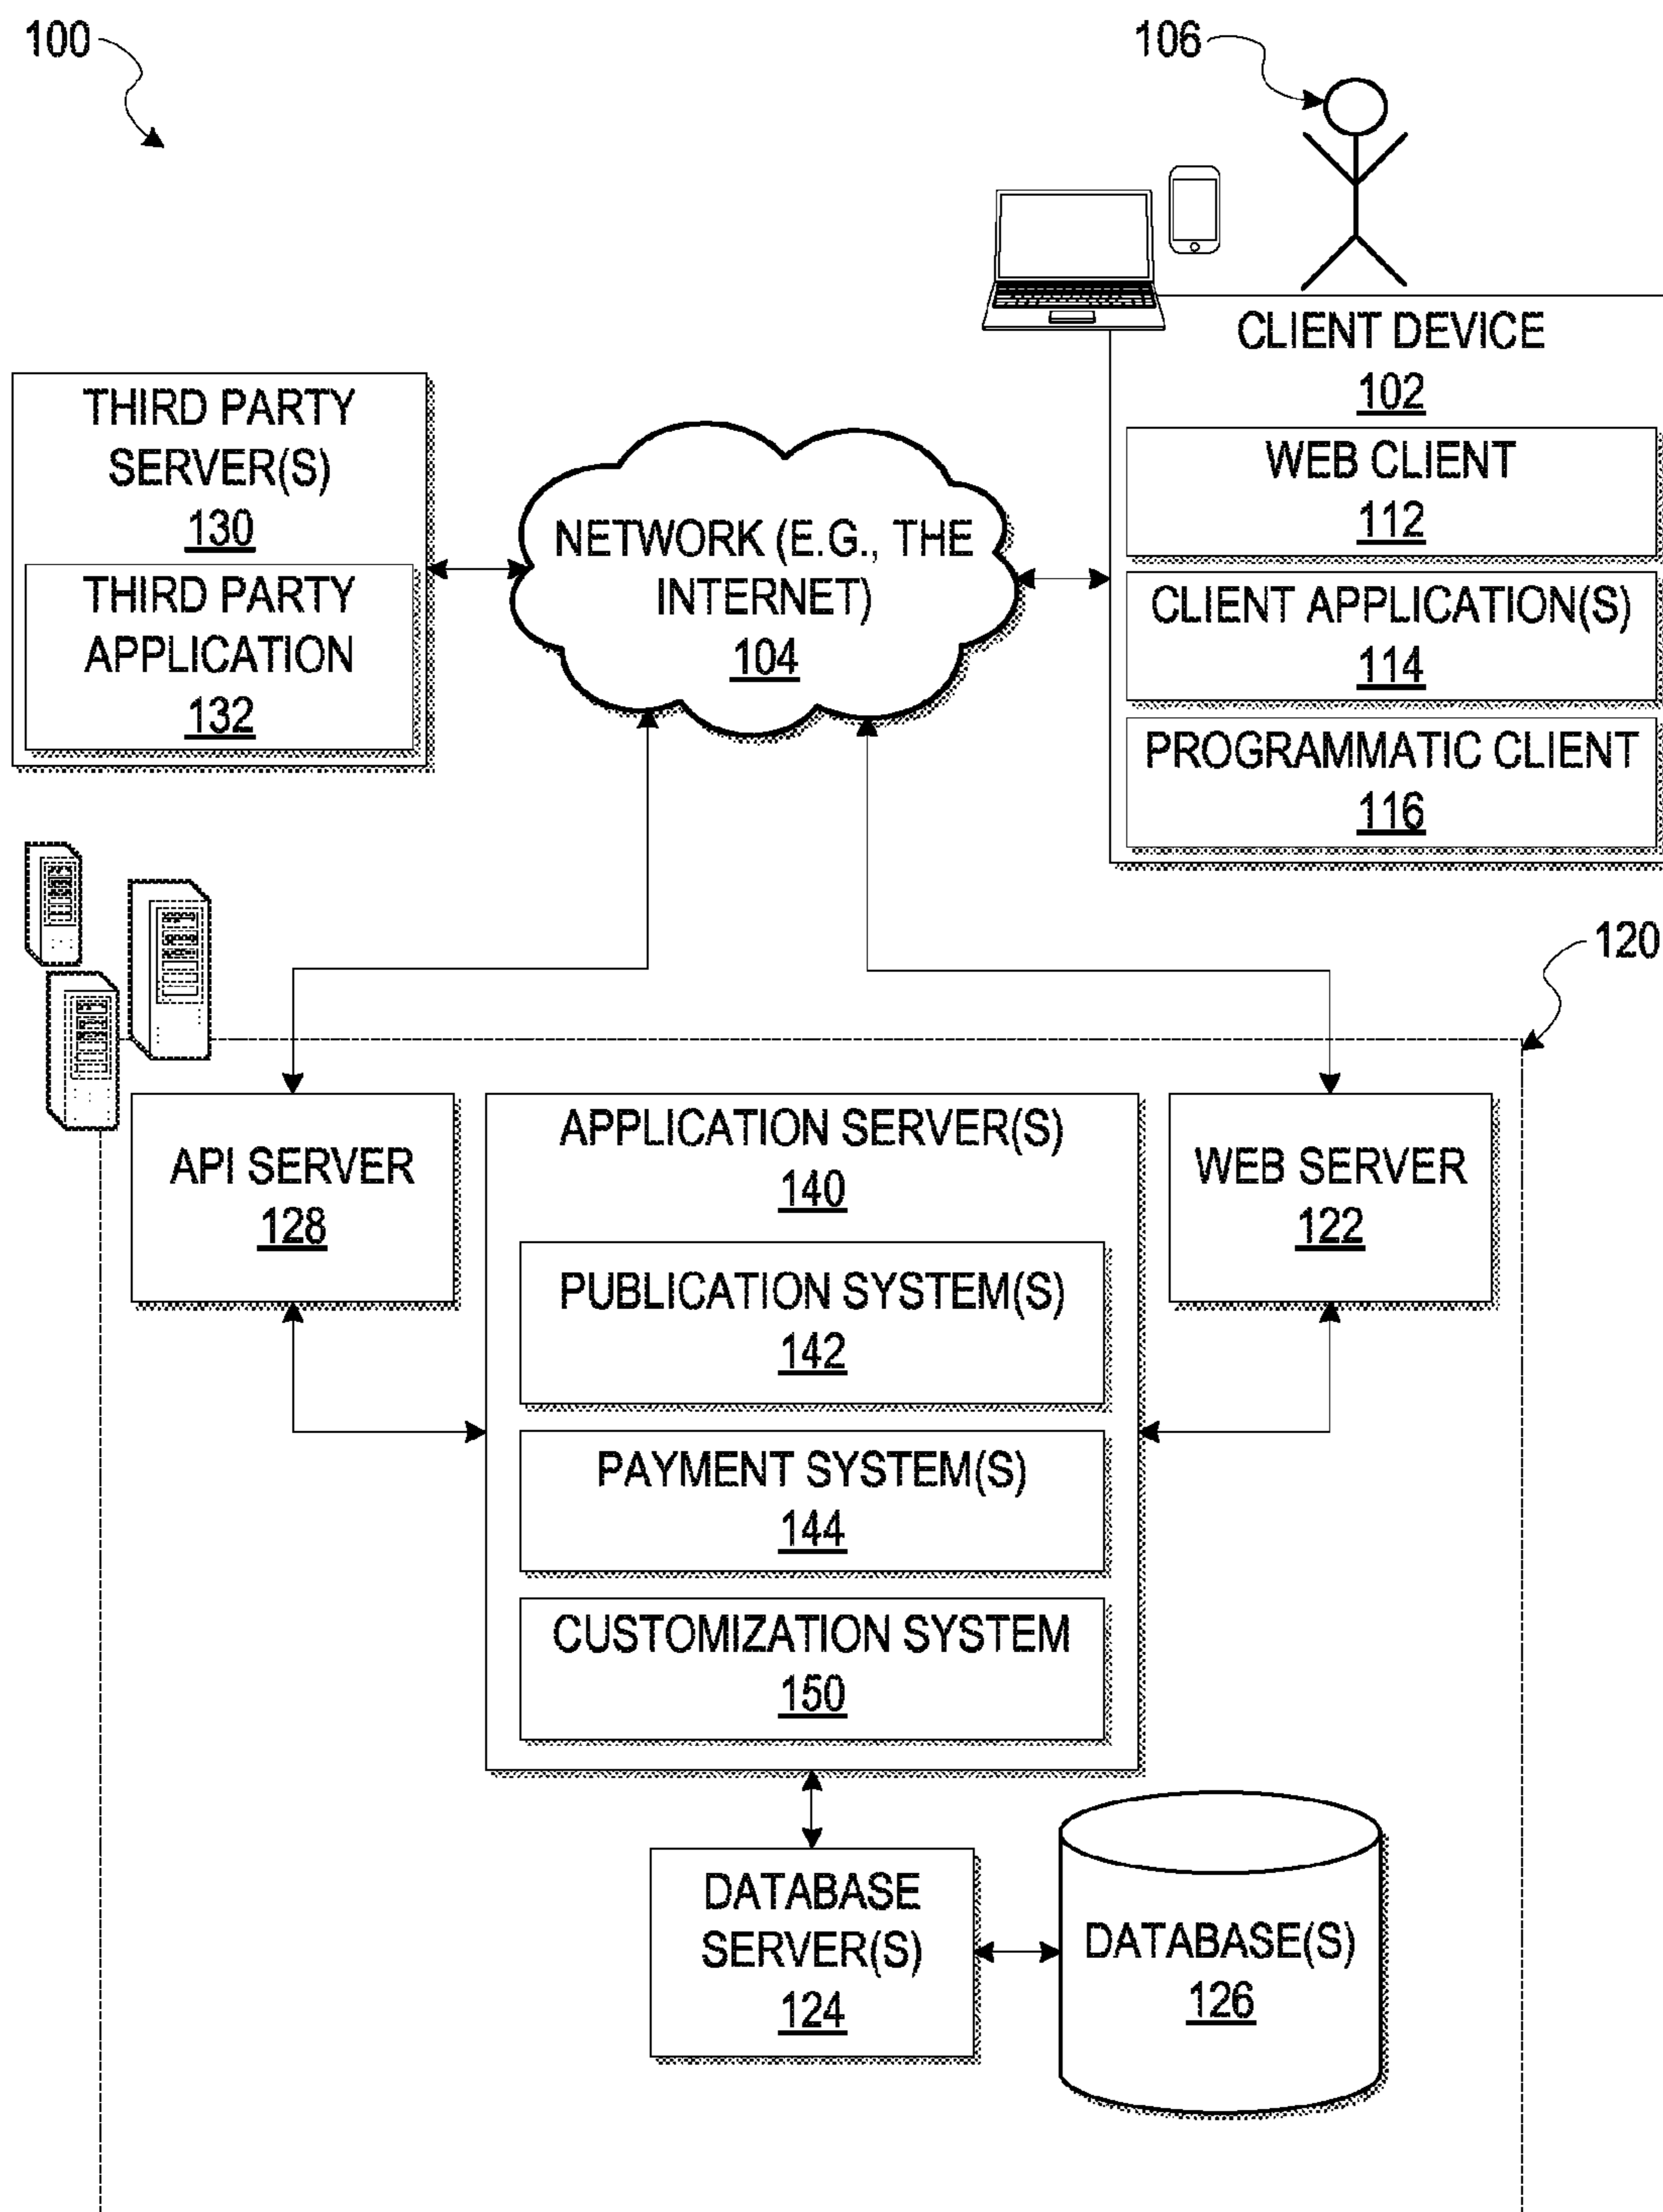 100
106
CLIENT DEVICE
102
WEB CLIENT
112
CLIENT APPLICATION(S)
114
PROGRAMMATIC CLIENT
116
THIRD PARTY
SERVER(S)
130
THIRD PARTY
APPLICATION
132
NETWORK (E.G., THE
INTERNET)
104
120
API SERVER
128
APPLICATION SERVER(S)
140
PUBLICATION SYSTEM(S)
142
PAYMENT SYSTEM(S)
144
CUSTOMIZATION SYSTEM
150
WEB SERVER
122
DATABASE
SERVER(S)
124
DATABASE(S)
126